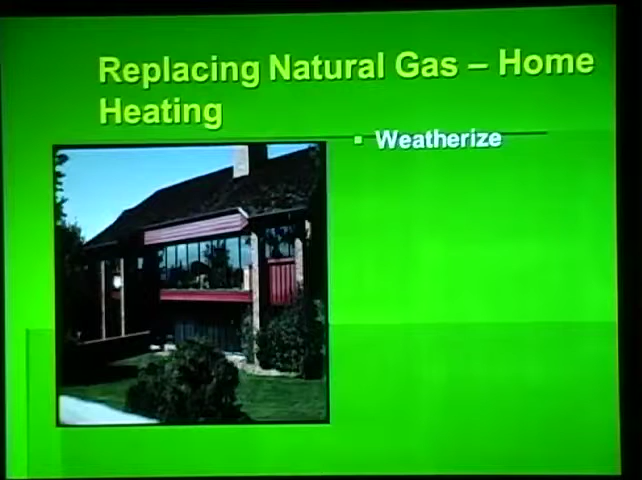 Replacing Natural Gas – Home
Heating
▪ Weatherize